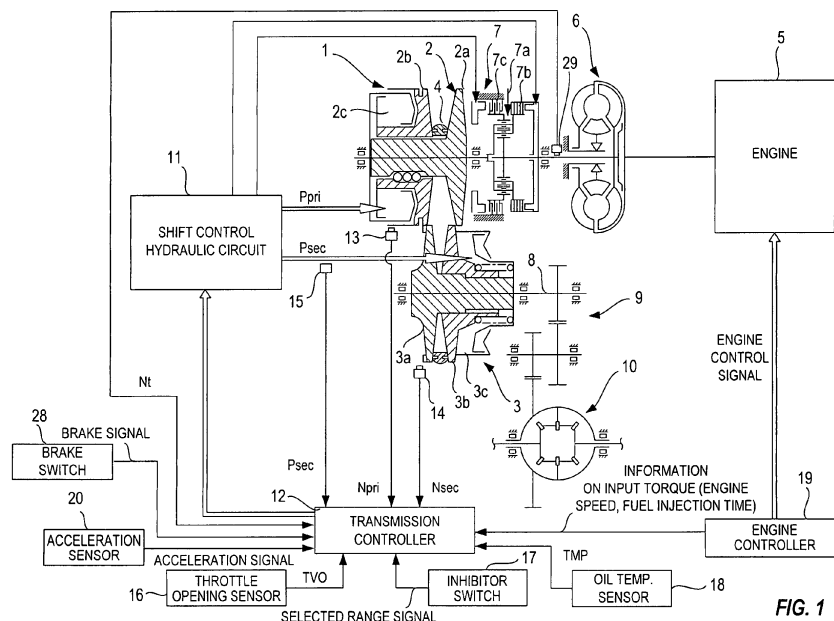 1
2b
2
2a
7
7a
6
5
7c
7b
29
4
2c
ENGINE
11
SHIFT CONTROL
HYDRAULIC CIRCUIT
Ppri
Psec
13
15
8
9
3a
3b
3c
3
14
10
ENGINE
CONTROL
SIGNAL
Nt
28
BRAKE SIGNAL
BRAKE
SWITCH
Psec
Npri
Nsec
INFORMATION
ON INPUT TORQUE (ENGINE
SPEED, FUEL INJECTION TIME)
12
TRANSMISSION
CONTROLLER
19
ENGINE
CONTROLLER
20
ACCELERATION
SENSOR
ACCELERATION SIGNAL
TVO
17
TMP
16
THROTTLE
OPENING SENSOR
INHIBITOR
SWITCH
OIL TEMP.
SENSOR
18
SELECTED RANGE SIGNAL
FIG. 1